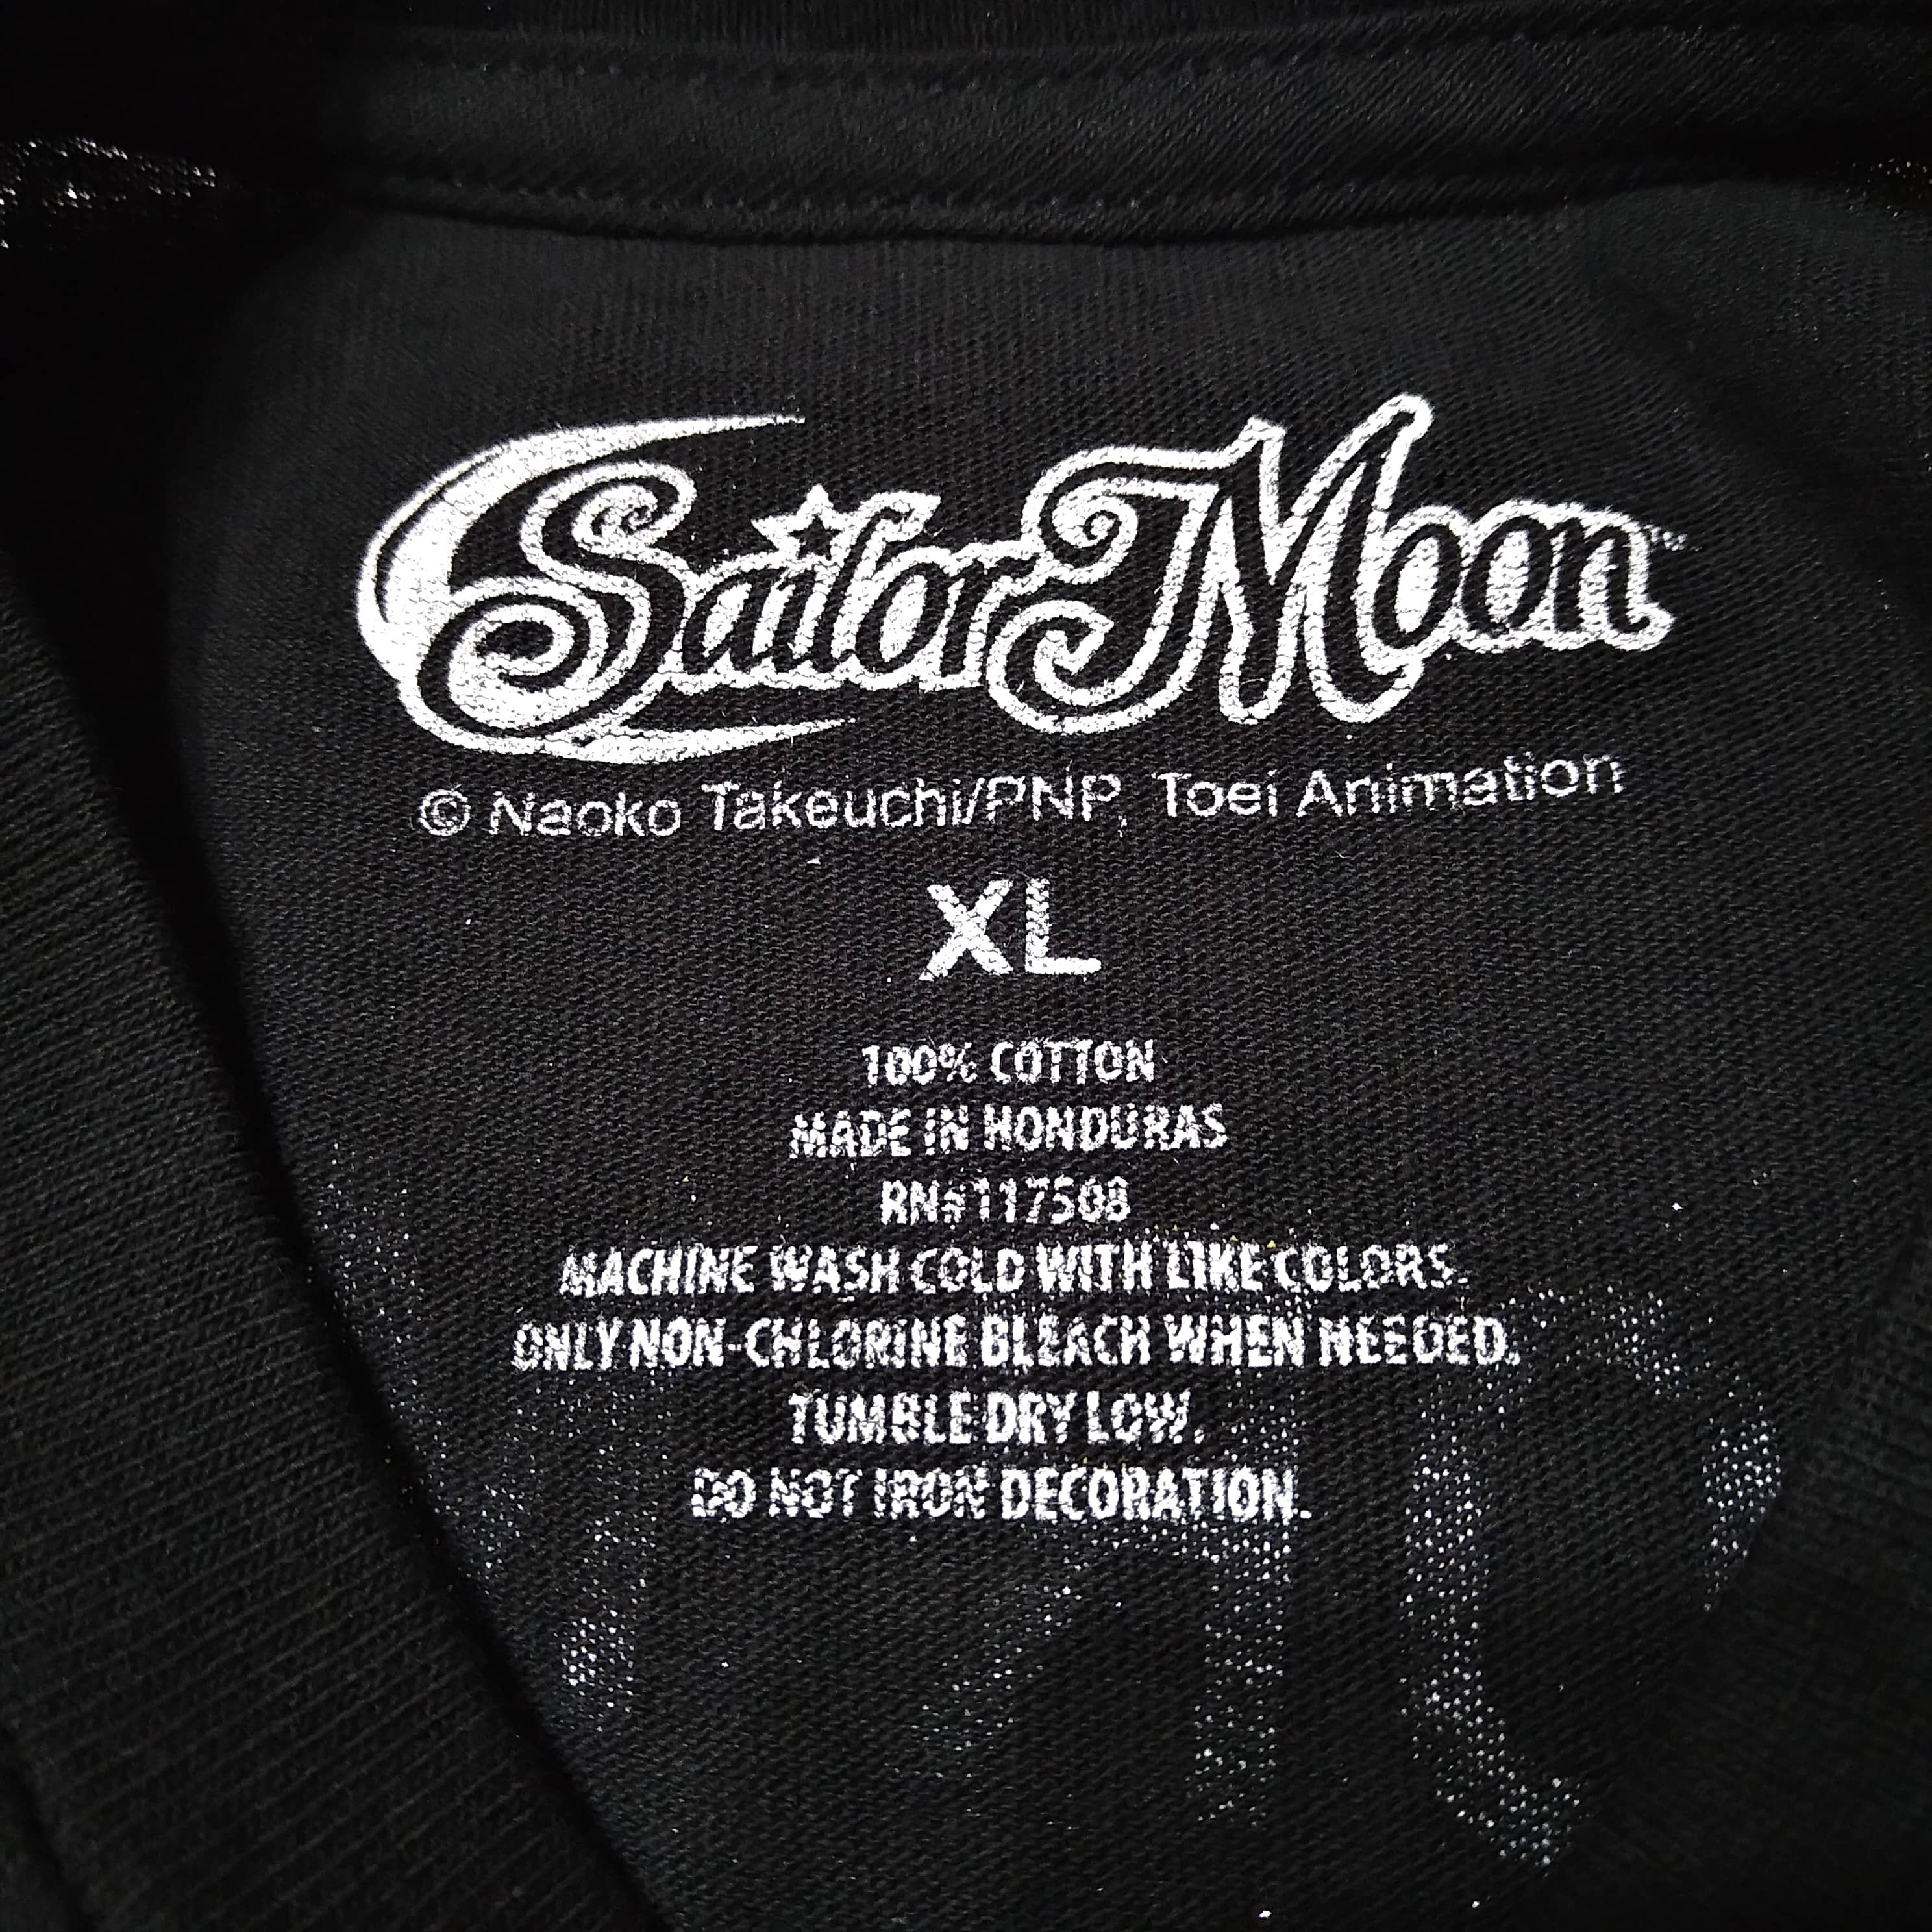 Sailor Moon™
© Naoko Takeuchi/PNP, Toei Animation
XL
100% COTTON
MADE IN HONDURAS
RN#117508
MACHINE WASH COLD WITH LIKE COLORS.
ONLY NON-CHLORINE BLEACH WHEN NEEDED.
TUMBLE DRY LOW.
DO NOT IRON DECORATION.